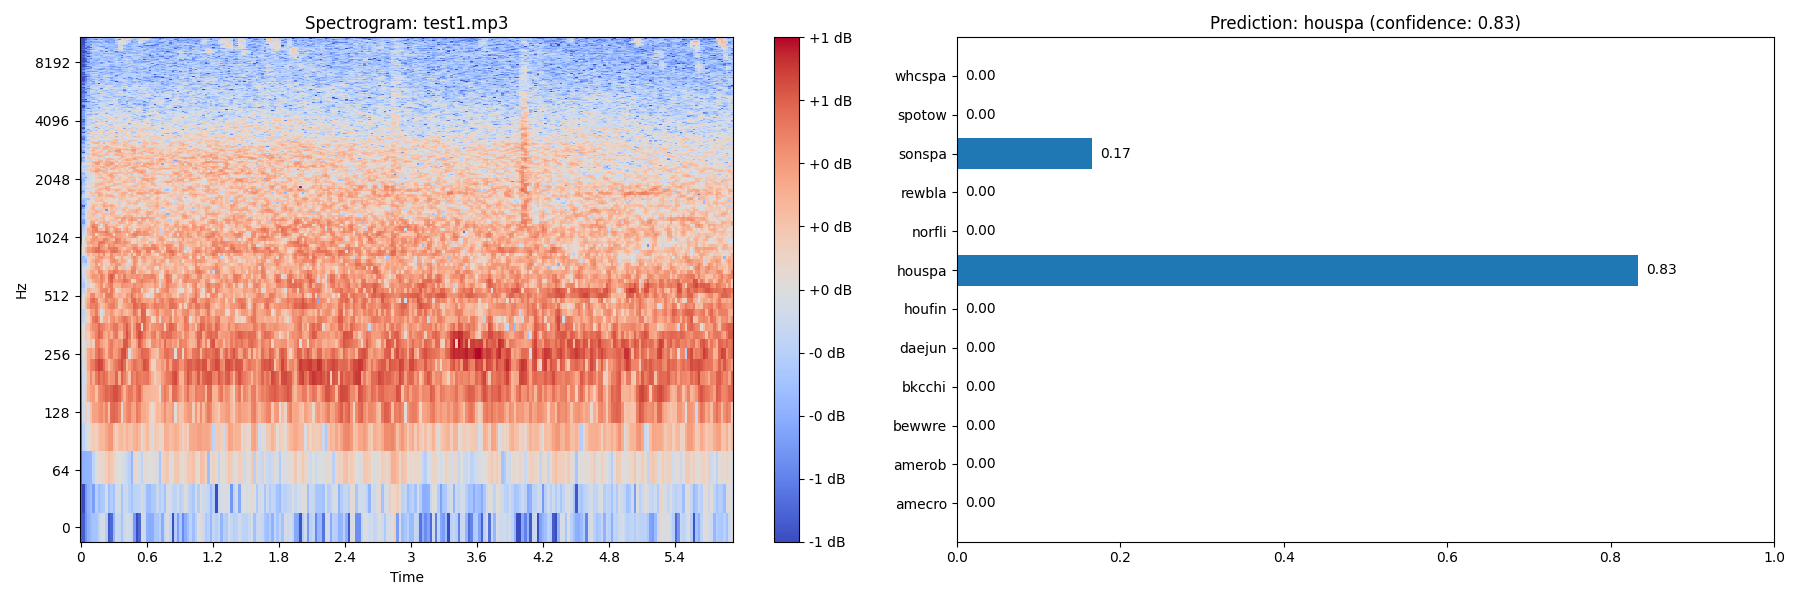 Spectrogram: test1.mp3
Hz
8192
4096
2048
1024
512
256
128
64
0
0
0.6
1.2
1.8
2.4
3
3.6
4.2
4.8
5.4
Time
+1 dB
+1 dB
+0 dB
+0 dB
+0 dB
-0 dB
-0 dB
-1 dB
-1 dB
Prediction: houspa (confidence: 0.83)
whcspa 0.00
spotow 0.00
sonspa 0.17
rewbla 0.00
norfli 0.00
houspa 0.83
houfin 0.00
daejun 0.00
bkcchi 0.00
bewwre 0.00
amerob 0.00
amecro 0.00
0.0
0.2
0.4
0.6
0.8
1.0